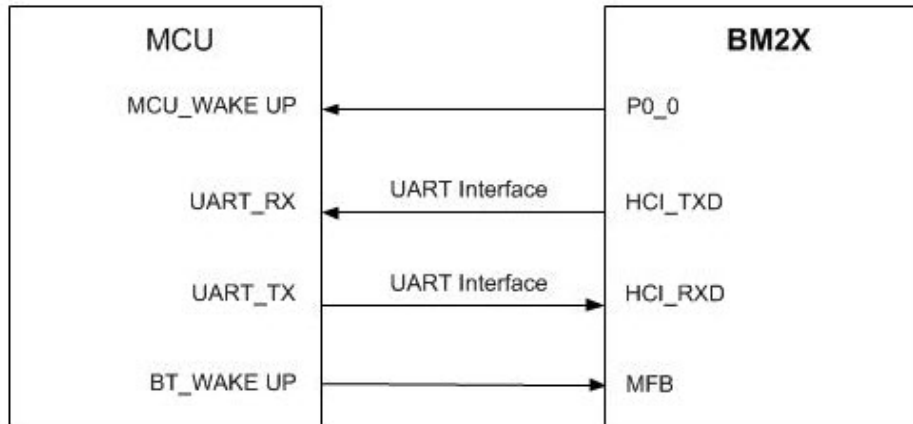 MCU
BM2X
MCU_WAKE UP
P0_0
UART_RX
UART Interface
HCI_TXD
UART_TX
UART Interface
HCI_RXD
BT_WAKE UP
MFB